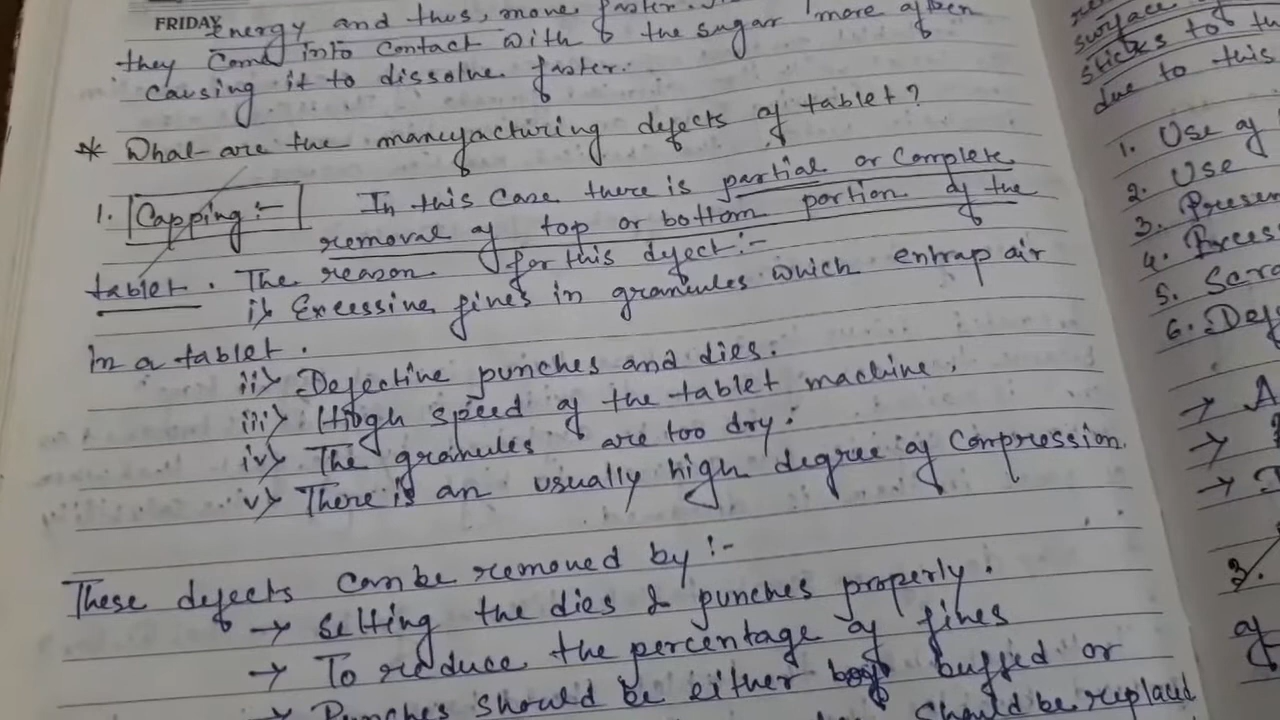 FRIDAY
energy and thus, move faster.
they Come into contact with the sugar more often
causing it to dissolve faster.
* What are the manufacturing defects of tablet?
1. Capping :- In this case there is partial or complete
removal of top or bottom portion of the
tablet. The reason for this defect :-
i> Excessive fines in granules which entrap air
in a tablet.
ii> Defective punches and dies.
iii> High speed of the tablet machine.
iv> The granules are too dry.
v> There is an usually high degree of compression.
These defects can be removed by :-
→ Setting the dies & punches properly.
→ To reduce the percentage of fines
→ Punches should be either buffed or
should be replaced
surface
sticks to
due to this
1. Use of
2. Use
3.
4.
5.
6.
→ A
→
→
3.
of